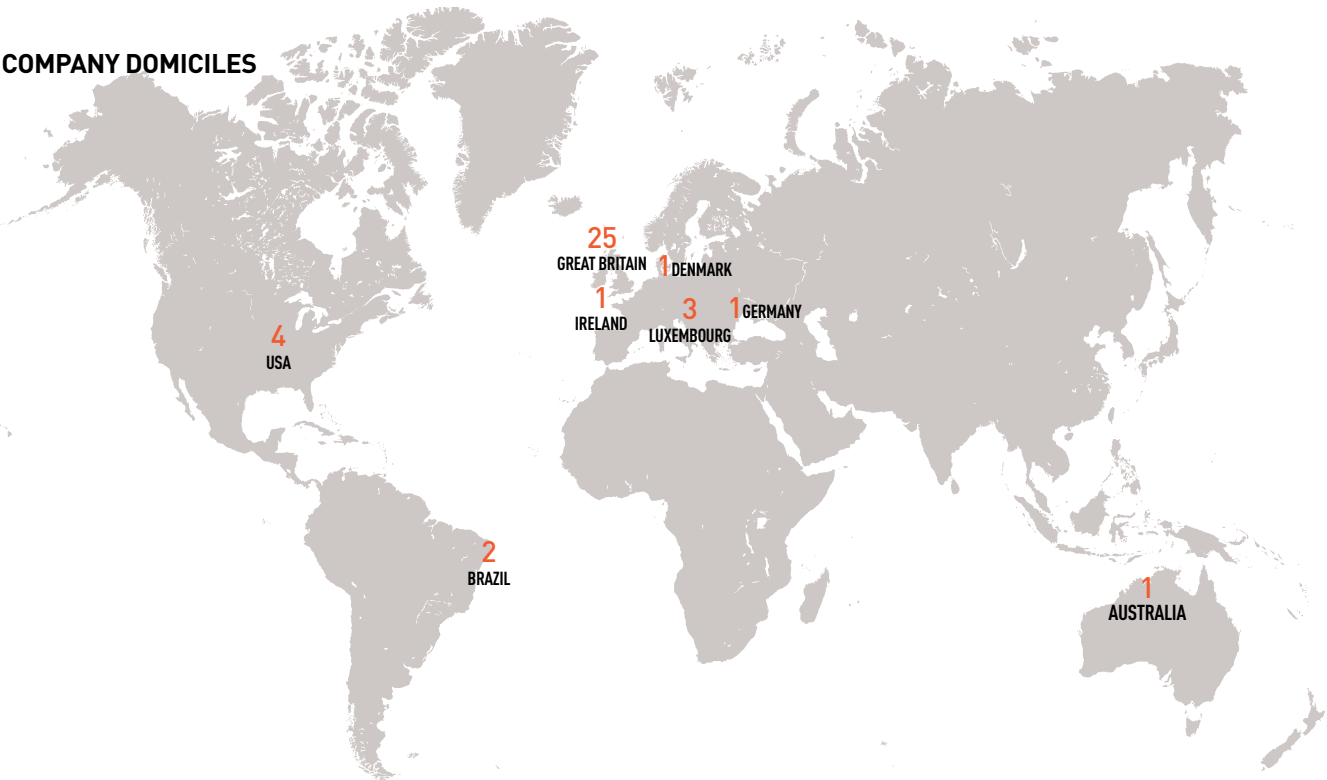 COMPANY DOMICILES
25
GREAT BRITAIN
1 DENMARK
1
IRELAND
3
LUXEMBOURG
1 GERMANY
4
USA
2
BRAZIL
1
AUSTRALIA